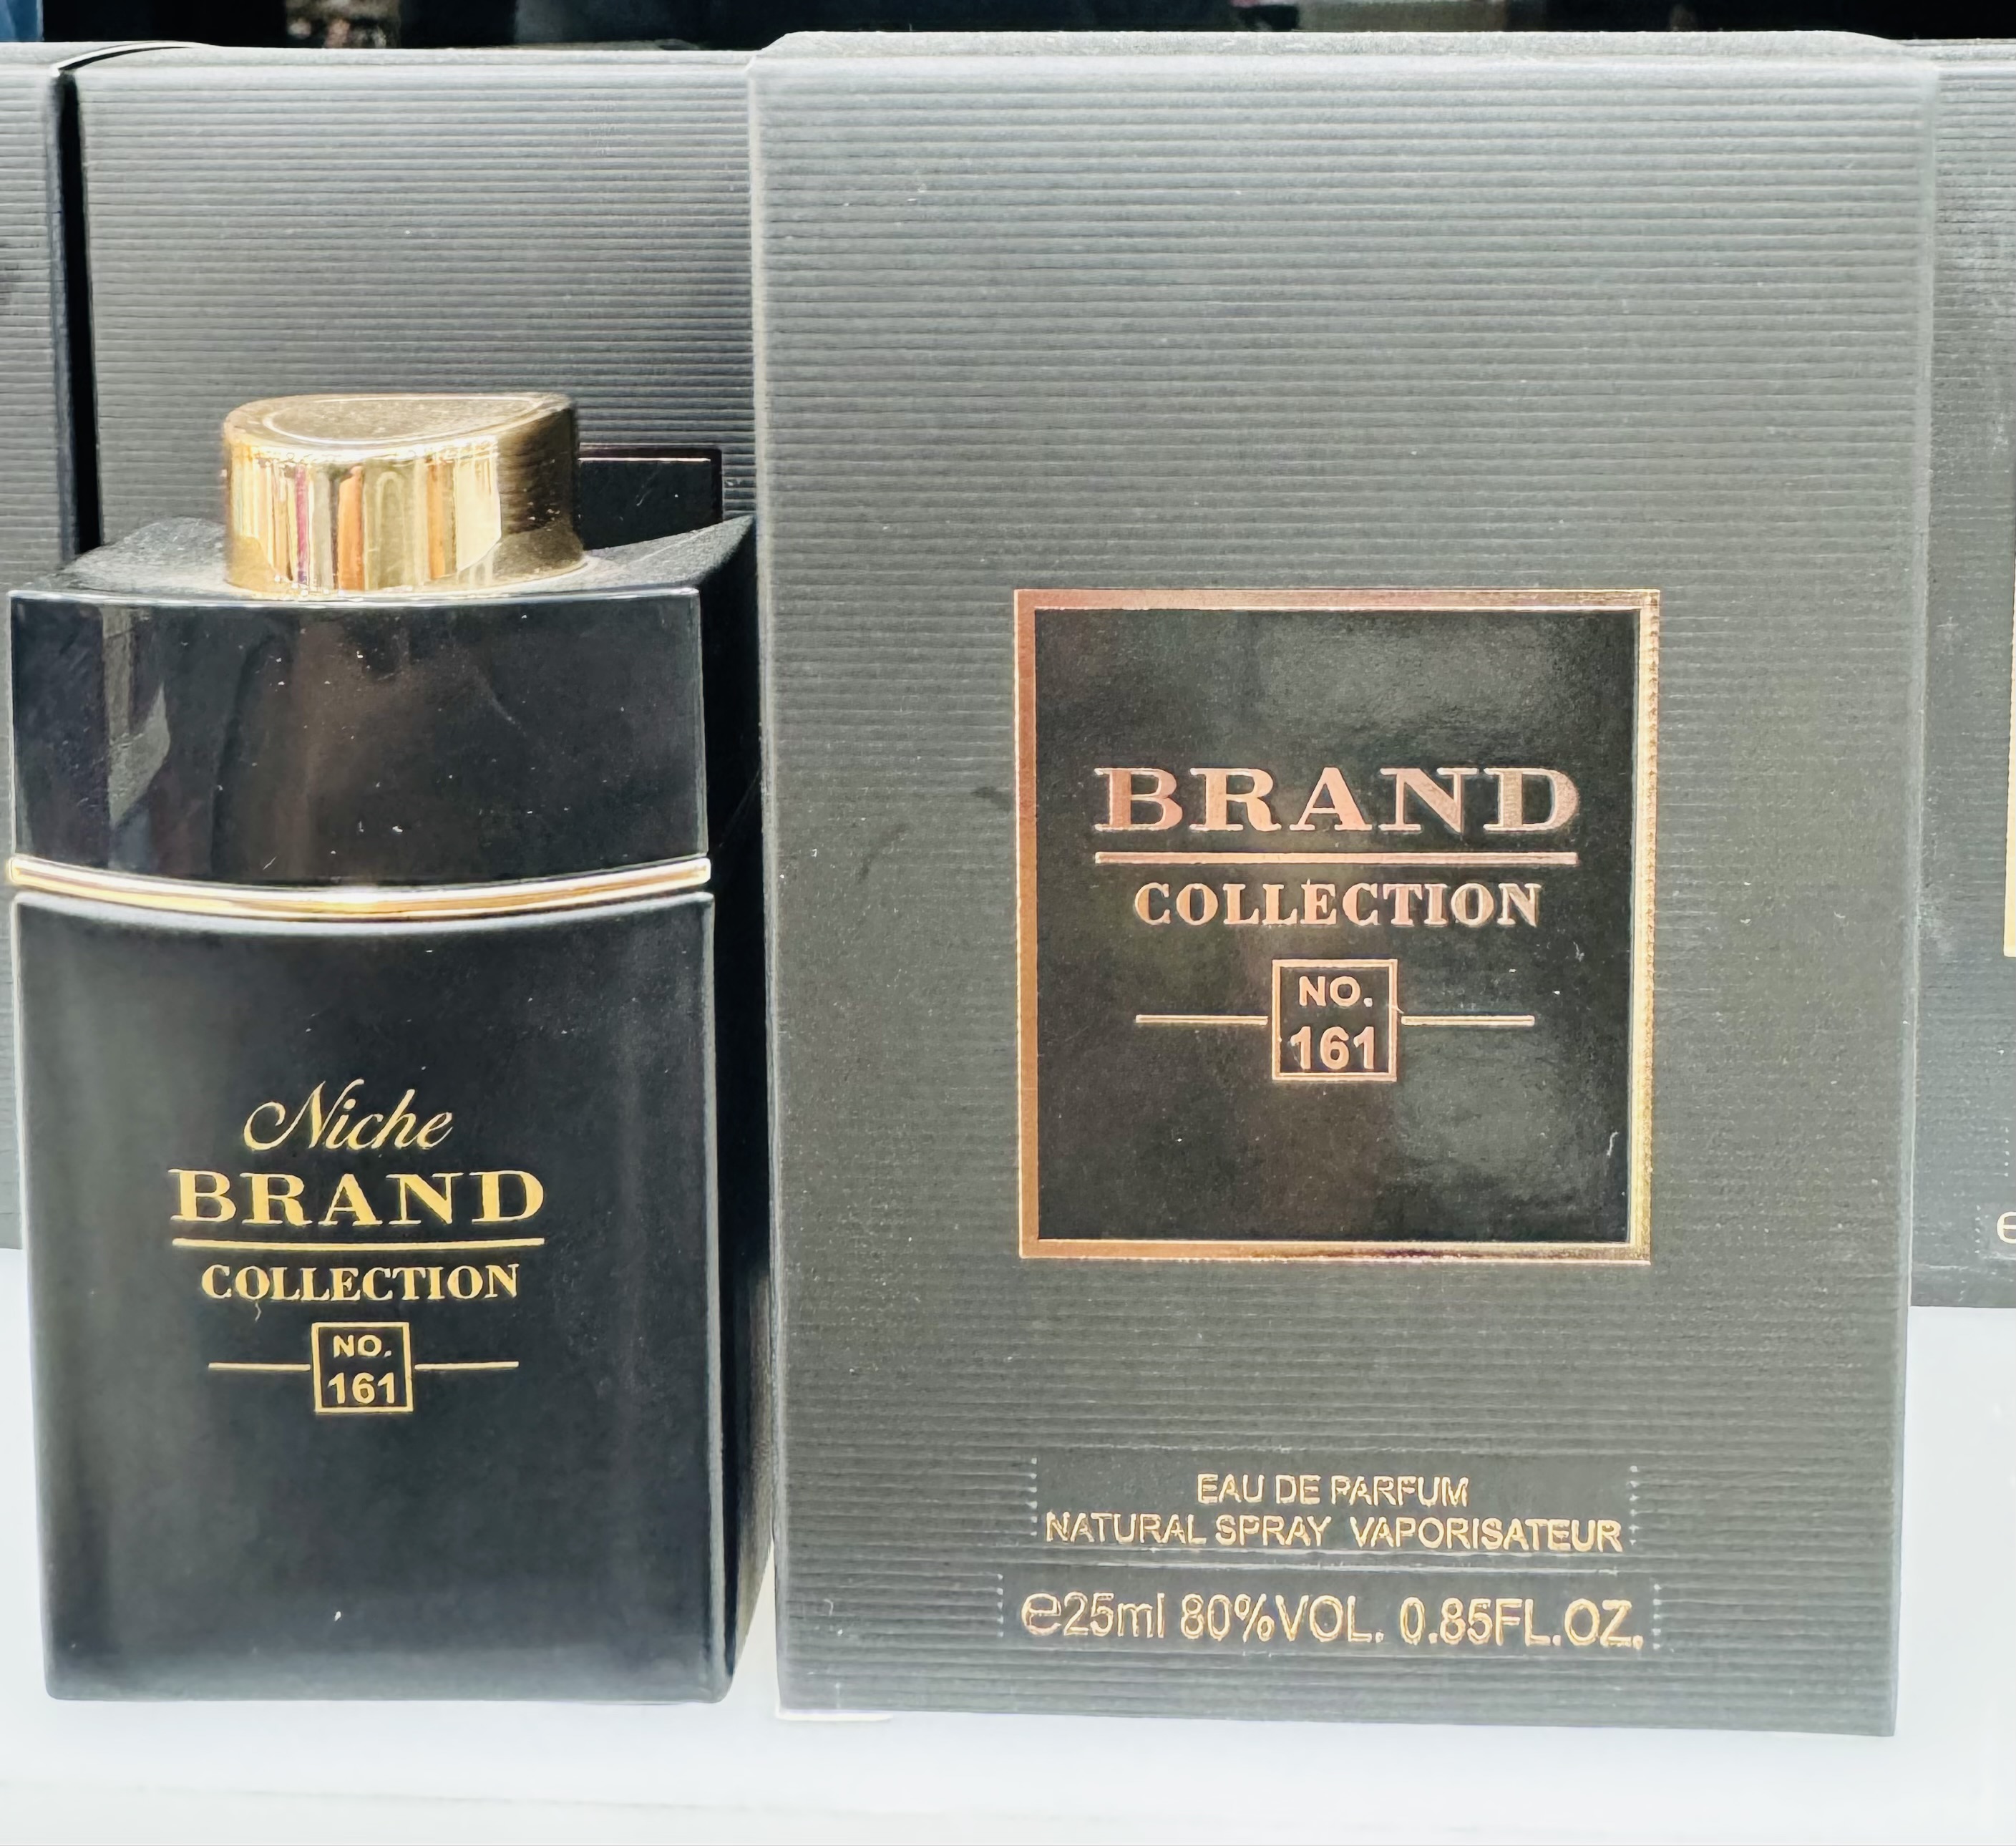 Niche
BRAND
COLLECTION
NO.
161
BRAND
COLLECTION
NO.
161
EAU DE PARFUM
NATURAL SPRAY VAPORISATEUR
℮25ml 80%VOL. 0.85FL.OZ.
℮